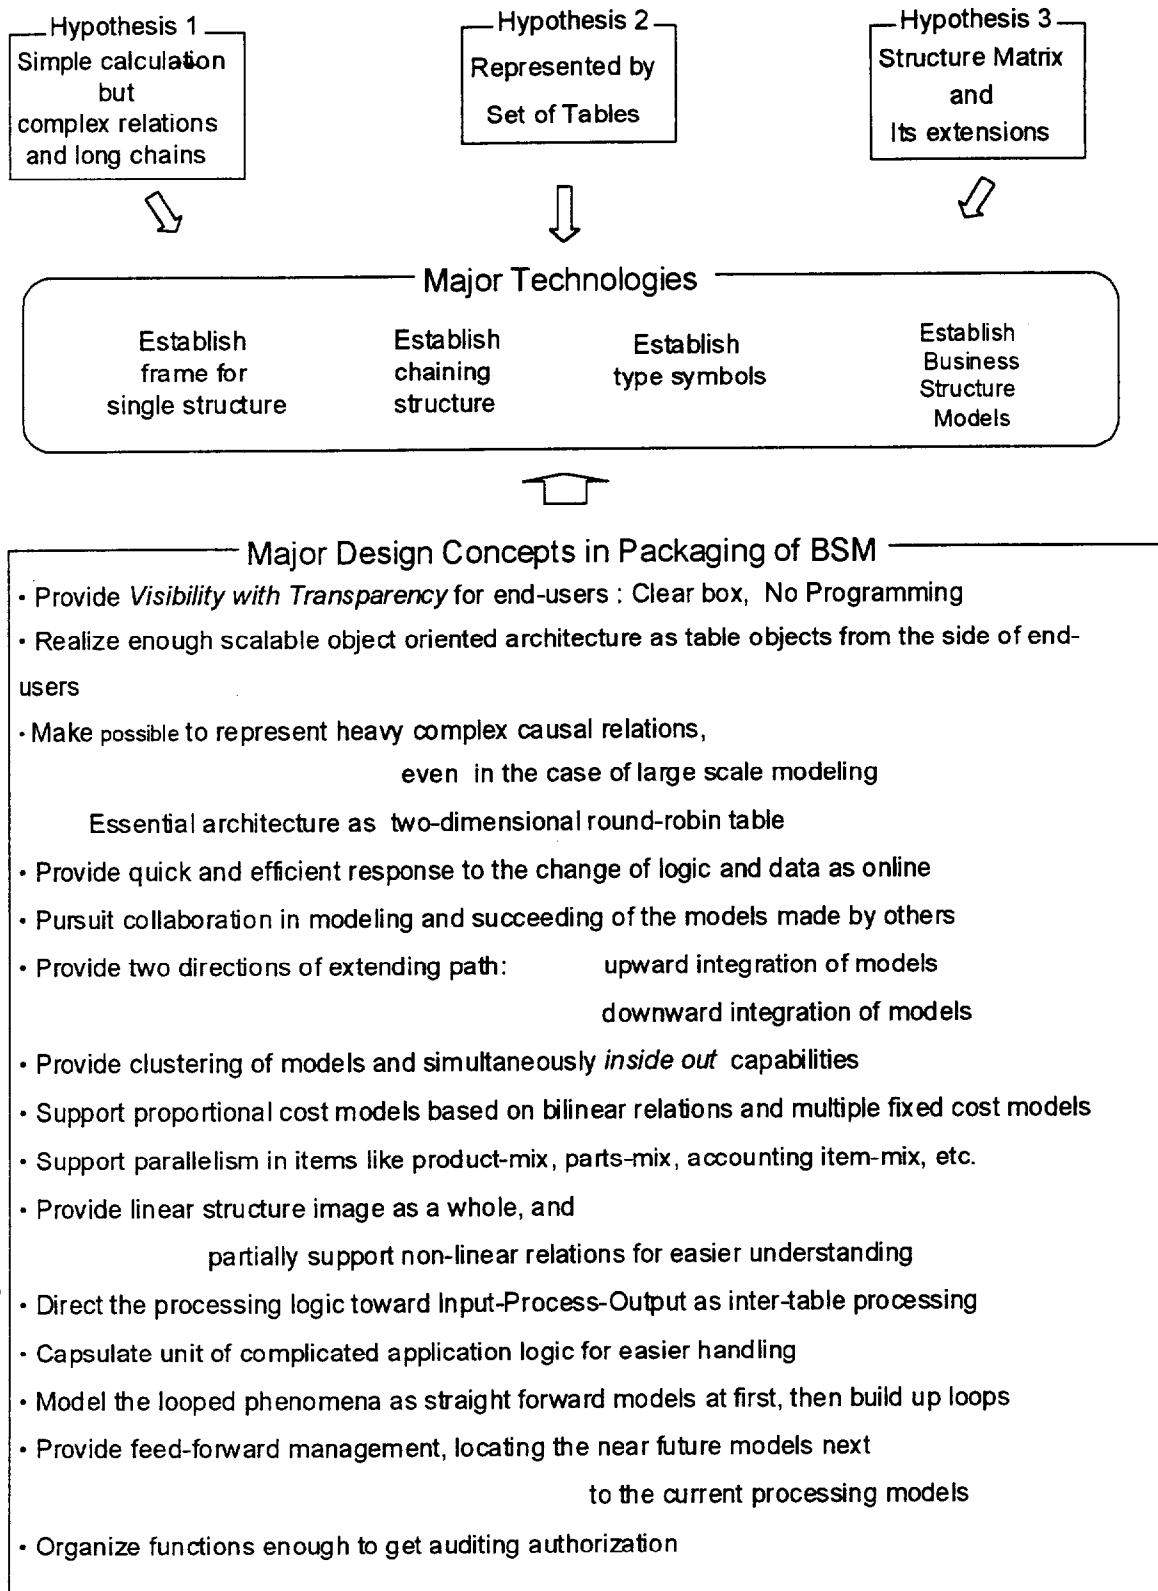 Hypothesis 1
Simple calculation
but
complex relations
and long chains
Hypothesis 2
Represented by
Set of Tables
Hypothesis 3
Structure Matrix
and
Its extensions
Major Technologies
Establish
frame for
single structure
Establish
chaining
structure
Establish
type symbols
Establish
Business
Structure
Models
Major Design Concepts in Packaging of BSM
· Provide Visibility with Transparency for end-users : Clear box, No Programming
· Realize enough scalable object oriented architecture as table objects from the side of end-
users
· Make possible to represent heavy complex causal relations,
even in the case of large scale modeling
Essential architecture as two-dimensional round-robin table
· Provide quick and efficient response to the change of logic and data as online
· Pursuit collaboration in modeling and succeeding of the models made by others
· Provide two directions of extending path: upward integration of models
downward integration of models
· Provide clustering of models and simultaneously inside out capabilities
· Support proportional cost models based on bilinear relations and multiple fixed cost models
· Support parallelism in items like product-mix, parts-mix, accounting item-mix, etc.
· Provide linear structure image as a whole, and
partially support non-linear relations for easier understanding
· Direct the processing logic toward Input-Process-Output as inter-table processing
· Capsulate unit of complicated application logic for easier handling
· Model the looped phenomena as straight forward models at first, then build up loops
· Provide feed-forward management, locating the near future models next
to the current processing models
· Organize functions enough to get auditing authorization